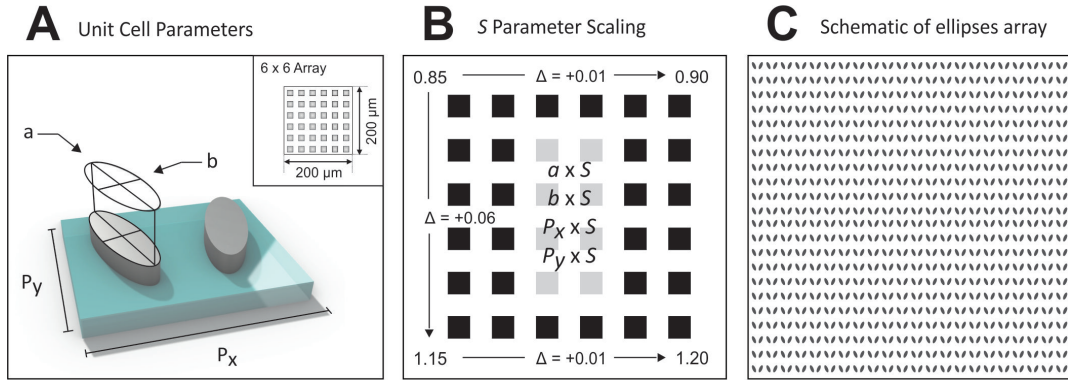 A Unit Cell Parameters
6 x 6 Array
200 µm
200 µm
a
b
Py
Px
B S Parameter Scaling
0.85 Δ = +0.01 0.90
a x S
b x S
Δ = +0.06
Px x S
Py x S
1.15 Δ = +0.01 1.20
C Schematic of ellipses array